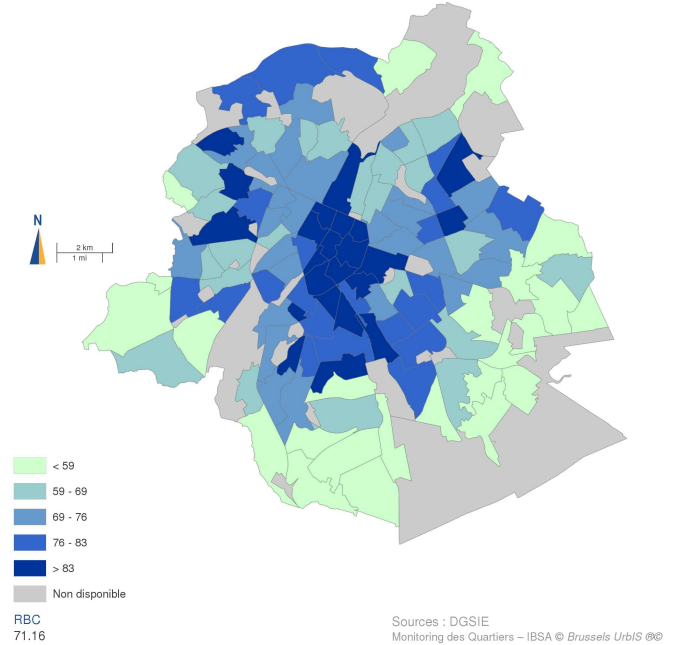 N
2 km
1 mi
< 59
59 - 69
69 - 76
76 - 83
> 83
Non disponible
RBC
71.16
Sources : DGSIE
Monitoring des Quartiers – IBSA © Brussels UrbIS ®©